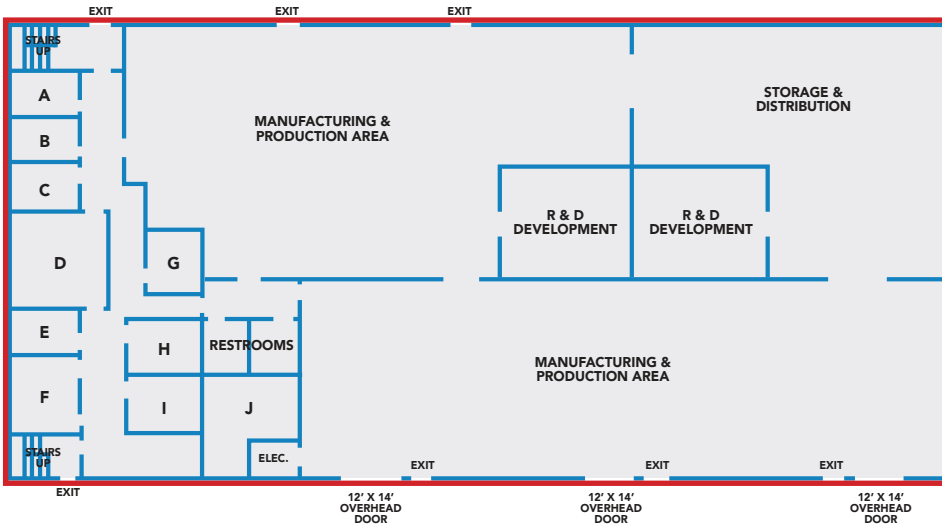 EXIT
EXIT
EXIT
STAIRS
UP
A
STORAGE &
DISTRIBUTION
MANUFACTURING &
PRODUCTION AREA
B
C
R & D
DEVELOPMENT
R & D
DEVELOPMENT
D
G
E
H
RESTROOMS
MANUFACTURING &
PRODUCTION AREA
F
I
J
STAIRS
UP
ELEC.
EXIT
EXIT
EXIT
EXIT
12' X 14'
OVERHEAD
DOOR
12' X 14'
OVERHEAD
DOOR
12' X 14'
OVERHEAD
DOOR